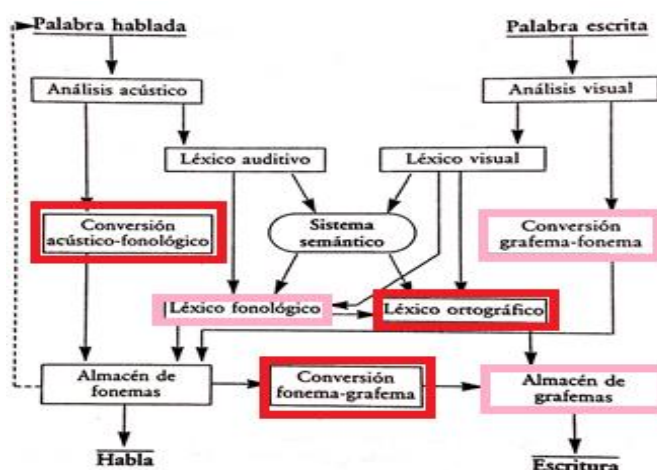 Palabra hablada
Palabra escrita
Análisis acústico
Análisis visual
Léxico auditivo
Léxico visual
Conversión
acústico-fonológico
Sistema
semántico
Conversión
grafema-fonema
Léxico fonológico
Léxico ortográfico
Almacén de
fonemas
Conversión
fonema-grafema
Almacén de
grafemas
Habla
Escritura